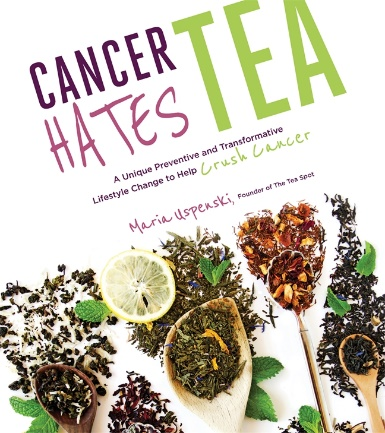 CANCER
HATES
TEA
A Unique Preventive and Transformative
Lifestyle Change to Help Crush Cancer
Maria Uspenski, Founder of The Tea Spot